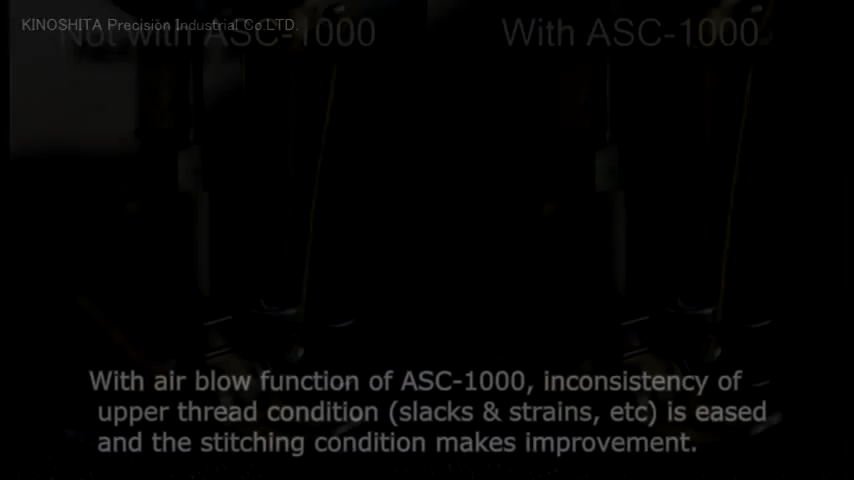 KINOSHITA Precision Industrial Co.LTD.
Not with ASC-1000
With ASC-1000
With air blow function of ASC-1000, inconsistency of
upper thread condition (slacks & strains, etc) is eased
and the stitching condition makes improvement.